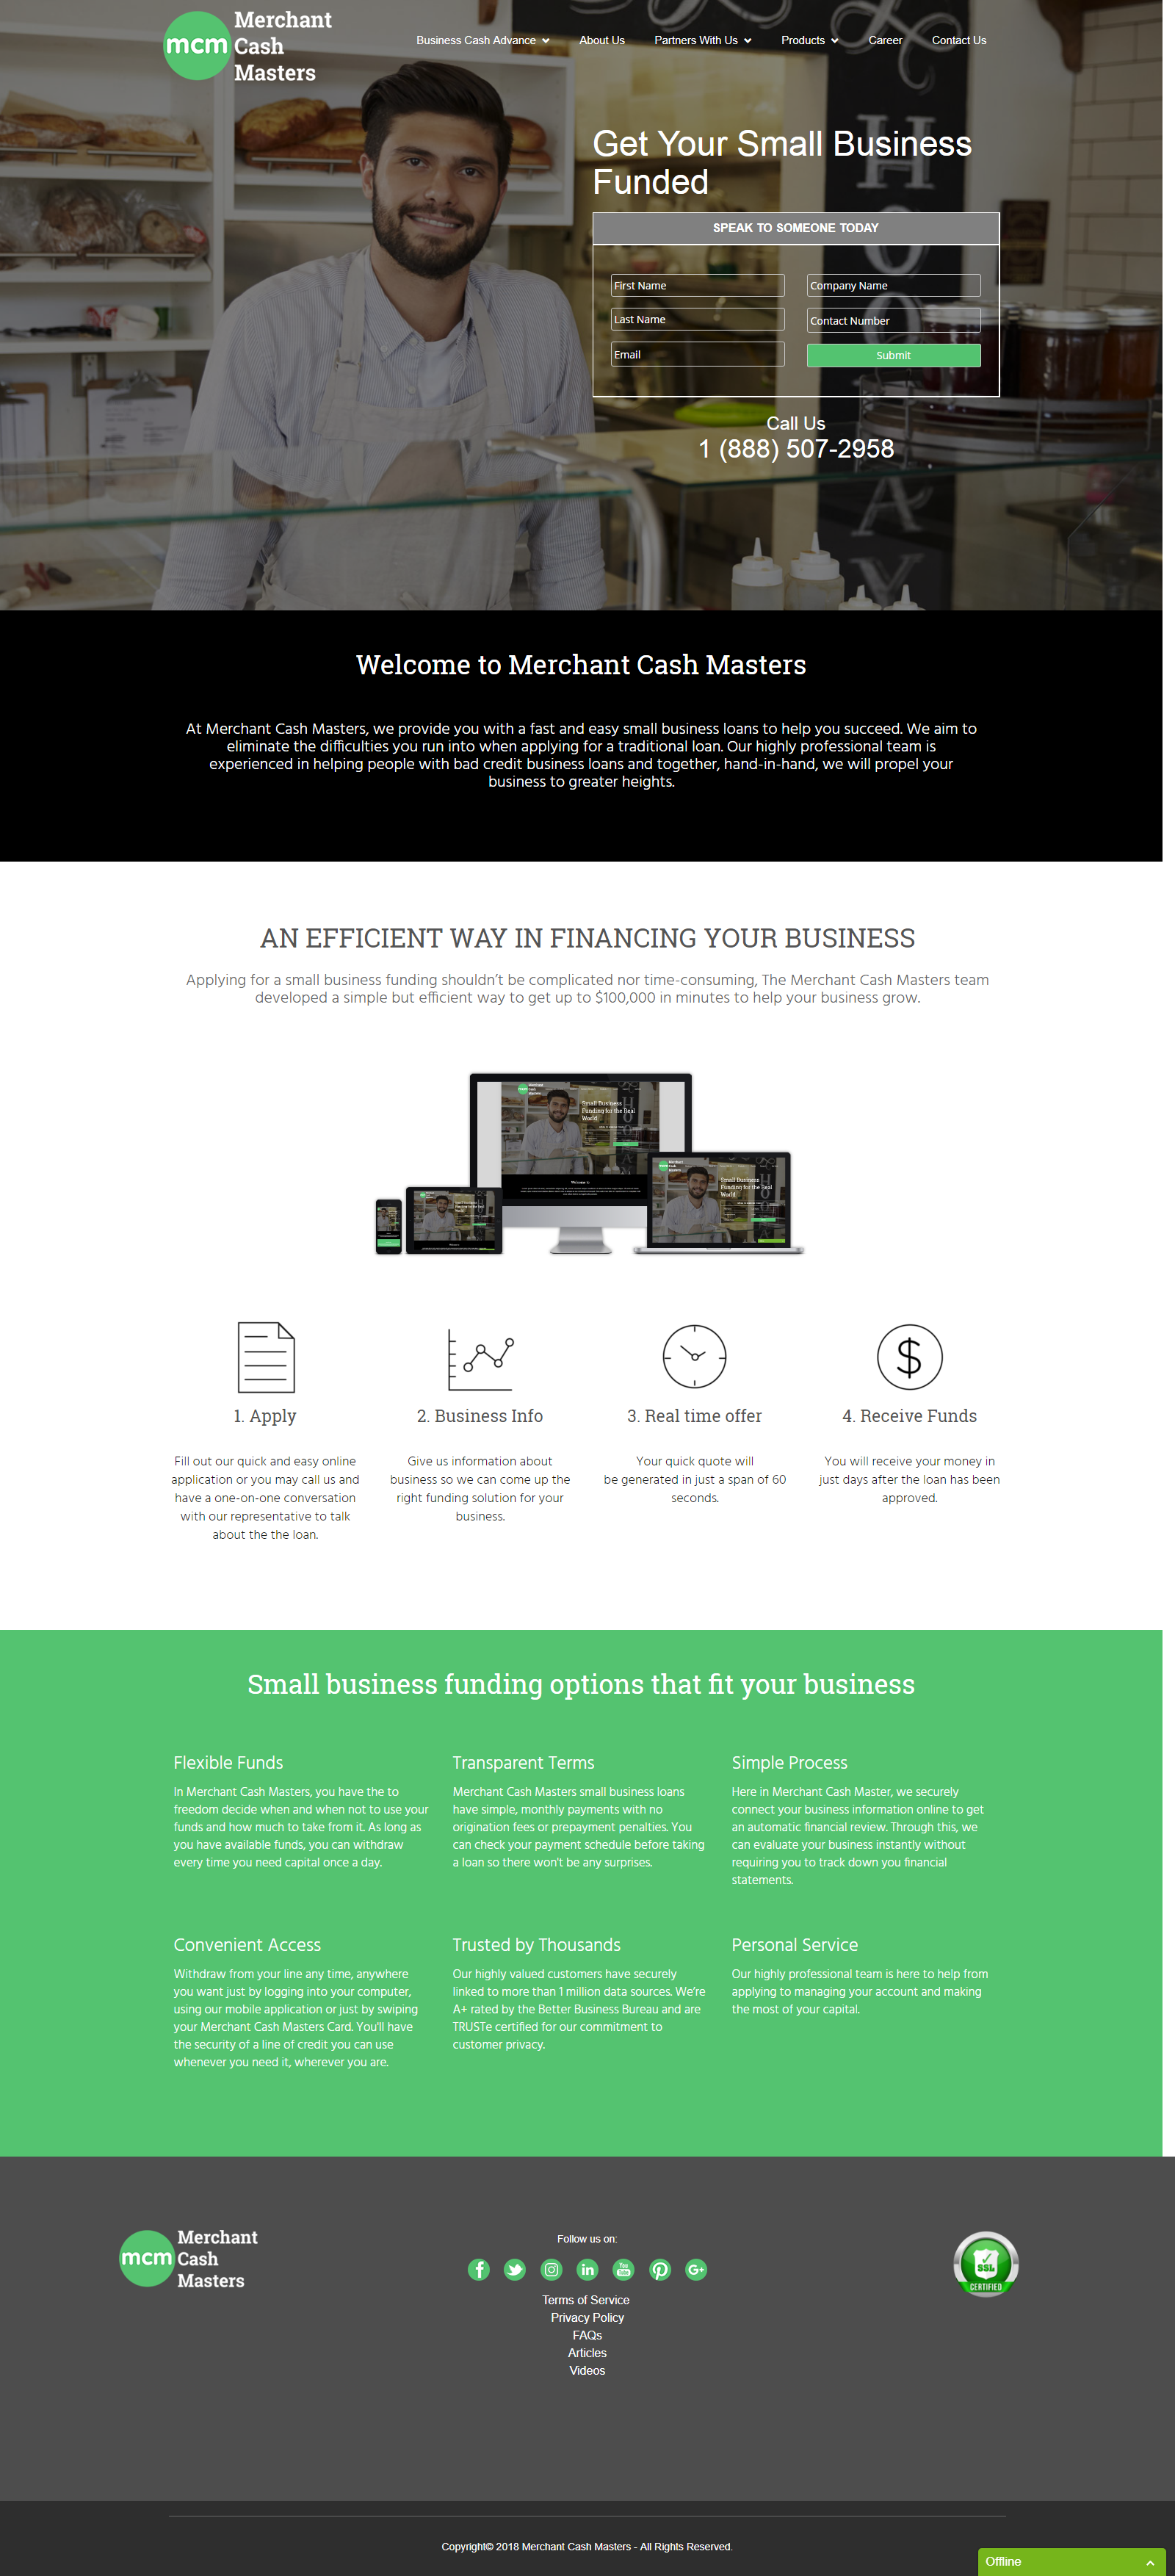 mcm
Merchant
Cash
Masters
Business Cash Advance
About Us
Partners With Us
Products
Career
Contact Us
Get Your Small Business
Funded
SPEAK TO SOMEONE TODAY
First Name
Company Name
Last Name
Contact Number
Email
Submit
Call Us
1 (888) 507-2958
Welcome to Merchant Cash Masters
At Merchant Cash Masters, we provide you with a fast and easy small business loans to help you succeed. We aim to
eliminate the difficulties you run into when applying for a traditional loan. Our highly professional team is
experienced in helping people with bad credit business loans and together, hand-in-hand, we will propel your
business to greater heights.
AN EFFICIENT WAY IN FINANCING YOUR BUSINESS
Applying for a small business funding shouldn’t be complicated nor time-consuming, The Merchant Cash Masters team
developed a simple but efficient way to get up to $100,000 in minutes to help your business grow.
Small Business
Funding for the Real
World
Small Business
Funding for the Real
World
1. Apply
Fill out our quick and easy online
application or you may call us and
have a one-on-one conversation
with our representative to talk
about the the loan.
2. Business Info
Give us information about
business so we can come up the
right funding solution for your
business.
3. Real time offer
Your quick quote will
be generated in just a span of 60
seconds.
4. Receive Funds
You will receive your money in
just days after the loan has been
approved.
Small business funding options that fit your business
Flexible Funds
In Merchant Cash Masters, you have the to
freedom decide when and when not to use your
funds and how much to take from it. As long as
you have available funds, you can withdraw
every time you need capital once a day.
Transparent Terms
Merchant Cash Masters small business loans
have simple, monthly payments with no
origination fees or prepayment penalties. You
can check your payment schedule before taking
a loan so there won't be any surprises.
Simple Process
Here in Merchant Cash Master, we securely
connect your business information online to get
an automatic financial review. Through this, we
can evaluate your business instantly without
requiring you to track down you financial
statements.
Convenient Access
Withdraw from your line any time, anywhere
you want just by logging into your computer,
using our mobile application or just by swiping
your Merchant Cash Masters Card. You'll have
the security of a line of credit you can use
whenever you need it, wherever you are.
Trusted by Thousands
Our highly valued customers have securely
linked to more than 1 million data sources. We’re
A+ rated by the Better Business Bureau and are
TRUSTe certified for our commitment to
customer privacy.
Personal Service
Our highly professional team is here to help from
applying to managing your account and making
the most of your capital.
mcm
Merchant
Cash
Masters
Follow us on:
Terms of Service
Privacy Policy
FAQs
Articles
Videos
SSL
CERTIFIED
Copyright© 2018 Merchant Cash Masters - All Rights Reserved.
Offline